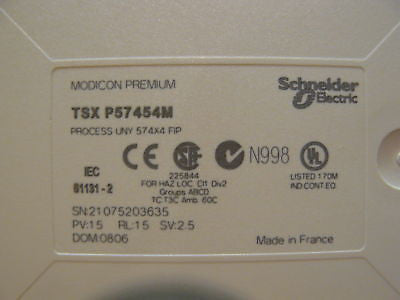 MODICON PREMIUM
Schneider
Electric
TSX P57454M
PROCESS UNY 574X4 FIP
IEC
61131-2
CE
N998
UL
225844
FOR HAZ LOC. Cl1 Div2
Groups ABCD
TC:T3C Amb. 60C
LISTED 170M
IND.CONT.EQ.
SN:21075203635
PV:15 RL:15 SV:2.5
DOM:0806
Made in France